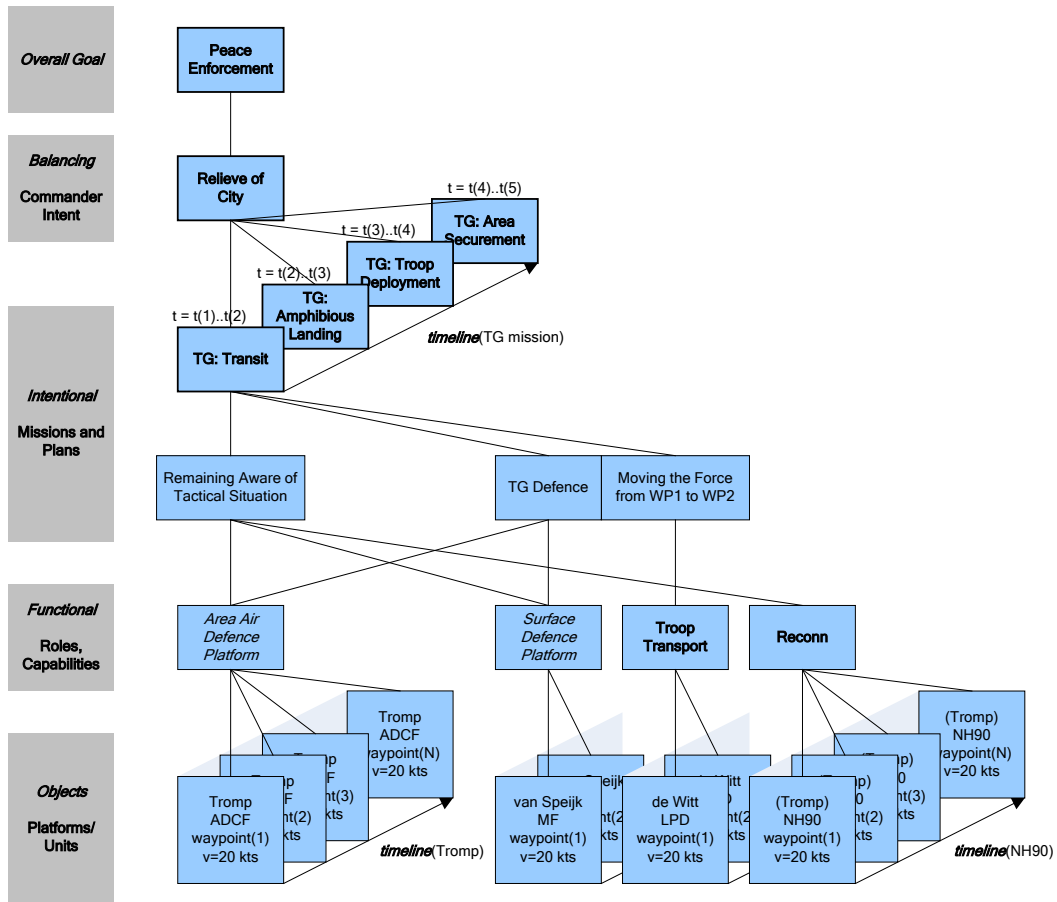 Overall Goal
Peace
Enforcement
Balancing
Commander
Intent
Relieve of
City
t = t(4)..t(5)
TG: Area
Securement
t = t(3)..t(4)
TG: Troop
Deployment
t = t(2)..t(3)
TG:
Amphibious
Landing
t = t(1)..t(2)
TG: Transit
timeline(TG mission)
Intentional
Missions and
Plans
Remaining Aware of
Tactical Situation
TG Defence
Moving the Force
from WP1 to WP2
Functional
Roles,
Capabilities
Area Air
Defence
Platform
Surface
Defence
Platform
Troop
Transport
Reconn
Objects
Platforms/
Units
Tromp
ADCF
waypoint(N)
v=20 kts
Tromp
ADCF
waypoint(1)
v=20 kts
timeline(Tromp)
van Speijk
MF
waypoint(1)
v=20 kts
de Witt
LPD
waypoint(1)
v=20 kts
(Tromp)
NH90
waypoint(N)
v=20 kts
(Tromp)
NH90
waypoint(1)
v=20 kts
timeline(NH90)